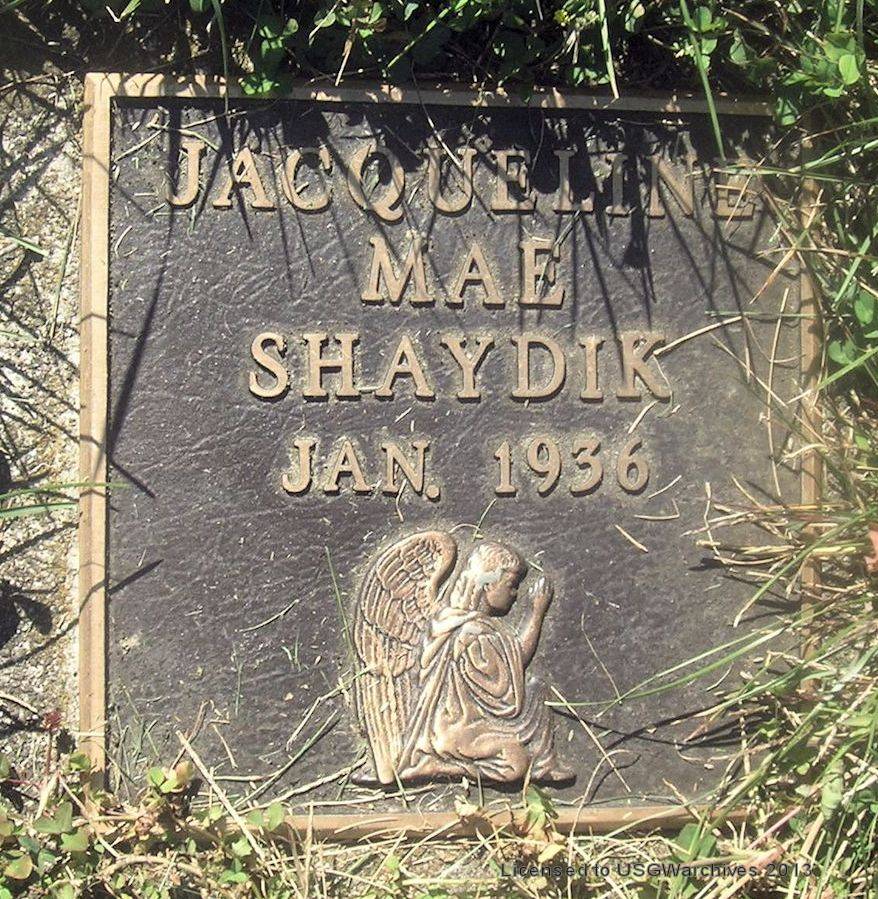 JACQUELINE
MAE
SHAYDIK
JAN. 1936
Licensed to USGWarchives 2013